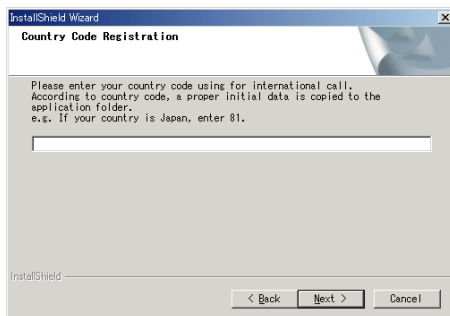 InstallShield Wizard
Country Code Registration
Please enter your country code using for international call.
According to country code, a proper initial data is copied to the
application folder.
e.g. If your country is Japan, enter 81.
InstallShield
< Back
Next >
Cancel